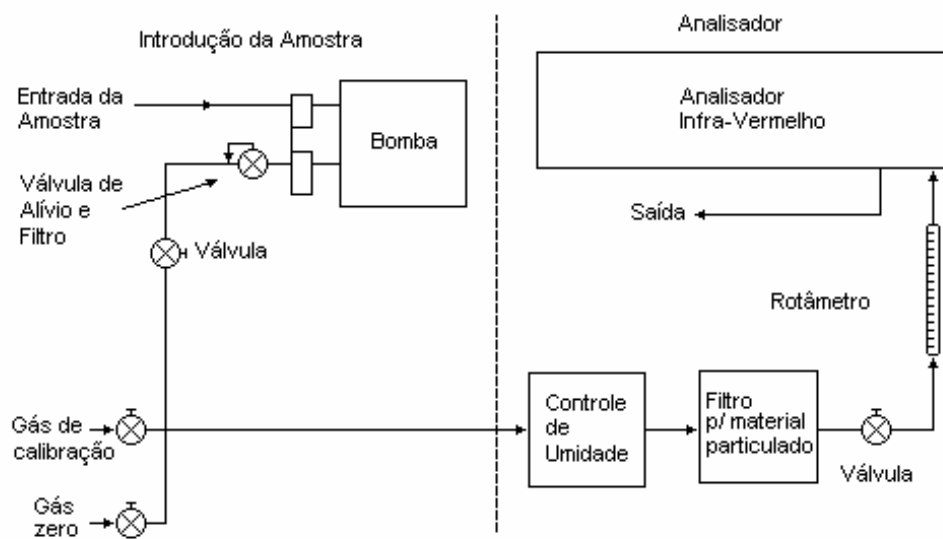 Introdução da Amostra
Analisador
Entrada da
Amostra
Bomba
Analisador
Infra-Vermelho
Válvula de
Alívio e
Filtro
Saída
Válvula
Rotâmetro
Controle
de
Umidade
Filtro
p/ material
particulado
Gás de
calibração
Válvula
Gás
zero